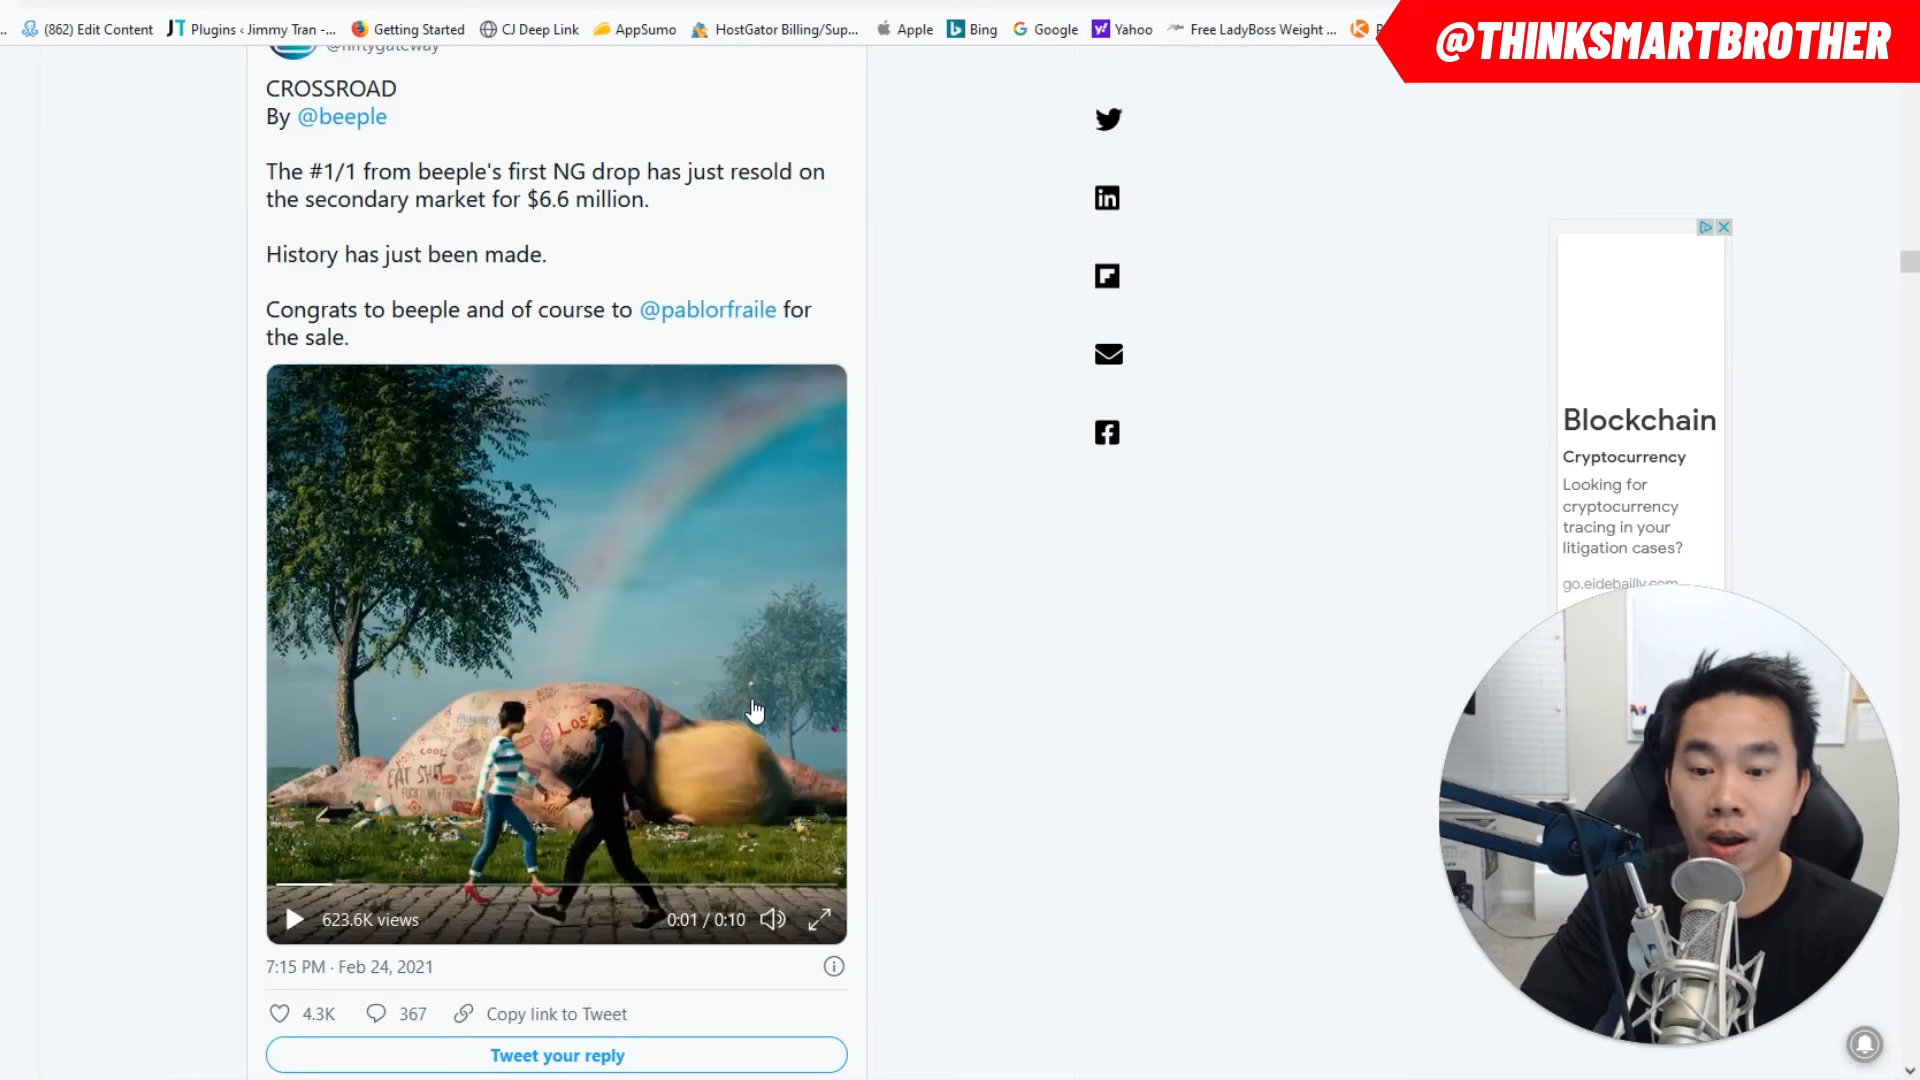 (862) Edit Content
Plugins ‹ Jimmy Tran -...
Getting Started
CJ Deep Link
AppSumo
HostGator Billing/Sup...
Apple
Bing
Google
Yahoo
Free LadyBoss Weight ...
@THINKSMARTBROTHER
@niftygateway
CROSSROAD
By @beeple
The #1/1 from beeple's first NG drop has just resold on
the secondary market for $6.6 million.
History has just been made.
Congrats to beeple and of course to @pablorfraile for
the sale.
LOS
COOL
EAT SHIT
623.6K views
0:01 / 0:10
7:15 PM · Feb 24, 2021
4.3K
367
Copy link to Tweet
Tweet your reply
Blockchain
Cryptocurrency
Looking for
cryptocurrency
tracing in your
litigation cases?
go.eidebailly.com